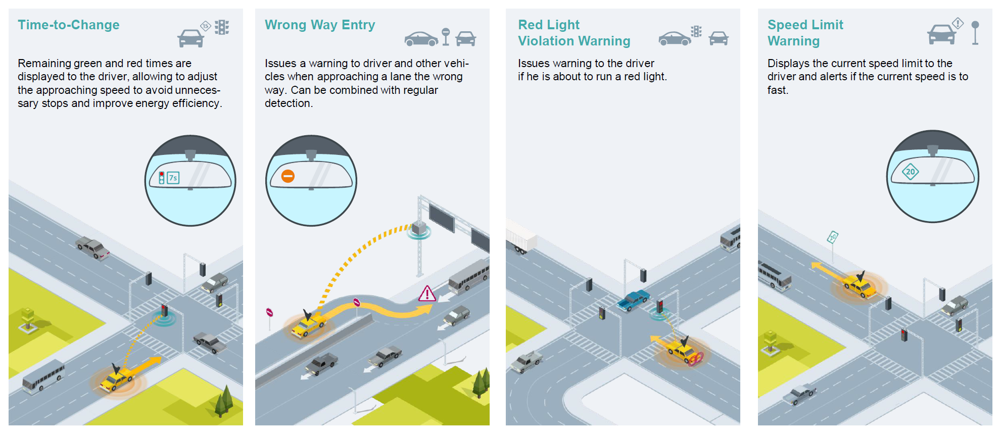 Time-to-Change
15
Remaining green and red times are
displayed to the driver, allowing to adjust
the approaching speed to avoid unneces-
sary stops and improve energy efficiency.
7s
Wrong Way Entry
Issues a warning to driver and other vehi-
cles when approaching a lane the wrong
way. Can be combined with regular
detection.
!
Red Light
Violation Warning
Issues warning to the driver
if he is about to run a red light.
Speed Limit
Warning
!
Displays the current speed limit to the
driver and alerts if the current speed is to
fast.
20
20